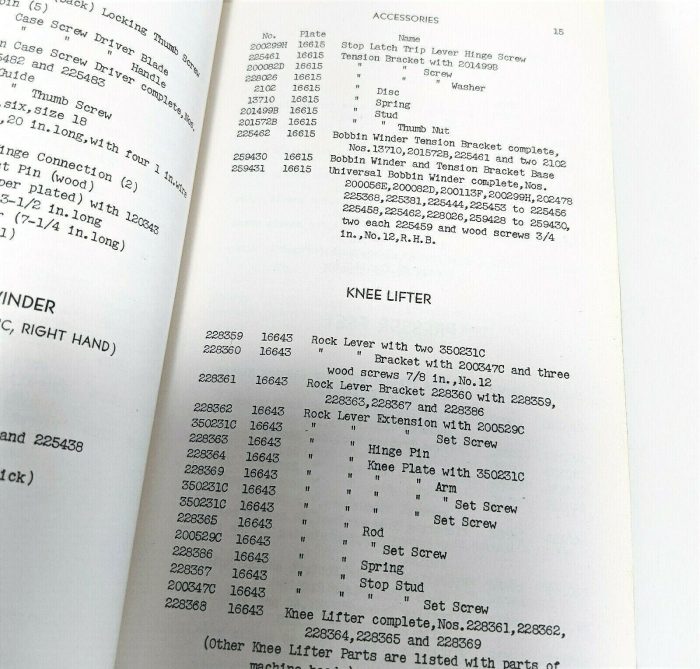 (back) Locking Thumb Screw
(5)
Case Screw Driver Blade
" " Handle
Case Screw Driver complete, Nos.
5482 and 225483
Guide
" Thumb Screw
six, size 18
,20 in.long, with four 1 in. wire
inge Connection (2)
Pin (wood)
per plated) with 120343
3-1/2 in.long
(7-1/4 in.long)
WINDER
RIGHT HAND)
and 225438
ick)
ACCESSORIES 15
No. Plate Name
200299H 16615 Stop Latch Trip Lever Hinge Screw
225461 16615 Tension Bracket with 201499B
200082D 16615 " " Screw
228026 16615 " " " Washer
2102 16615 " Disc
13710 16615 " Spring
201499B 16615 " Stud
201572B 16615 " " Thumb Nut
225462 16615 Bobbin Winder Tension Bracket complete,
Nos.13710,201572B,225461 and two 2102
259430 16615 Bobbin Winder and Tension Bracket Base
259431 16615 Universal Bobbin Winder complete,Nos.
200056E,200082D,200113F,200299H,202478
225368,225381,225444,225453 to 225456
225458,225462,228026,259428 to 259430,
two each 225459 and wood screws 3/4
in.,No.12,R.H.B.
KNEE LIFTER
228359 16643 Rock Lever with two 350231C
228360 16643 " " Bracket with 200347C and three
wood screws 7/8 in.,No.12
228361 16643 Rock Lever Bracket 228360 with 228359,
228363,228367 and 228386
228362 16643 Rock Lever Extension with 200529C
350231C 16643 " " " Set Screw
228363 16643 " " Hinge Pin
228364 16643 " " Knee Plate with 350231C
228369 16643 " " " " Arm
350231C 16643 " " " " " Set Screw
350231C 16643 " " " " Set Screw
228365 16643 " " Rod
200529C 16643 " " " Set Screw
228386 16643 " " Spring
228367 16643 " " Stop Stud
200347C 16643 " " " " Set Screw
228368 16643 Knee Lifter complete,Nos.228361,228362,
228364,228365 and 228369
(Other Knee Lifter Parts are listed with parts of